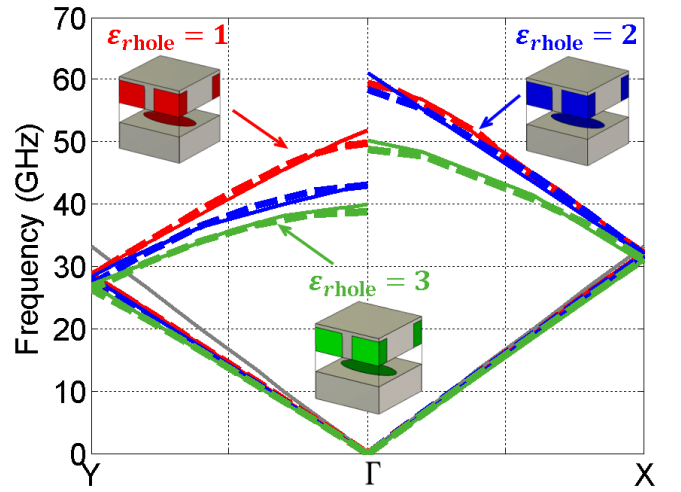 70
ε_rhole = 1
ε_rhole = 2
60
50
40
30
ε_rhole = 3
20
10
0
Frequency (GHz)
Y Γ X